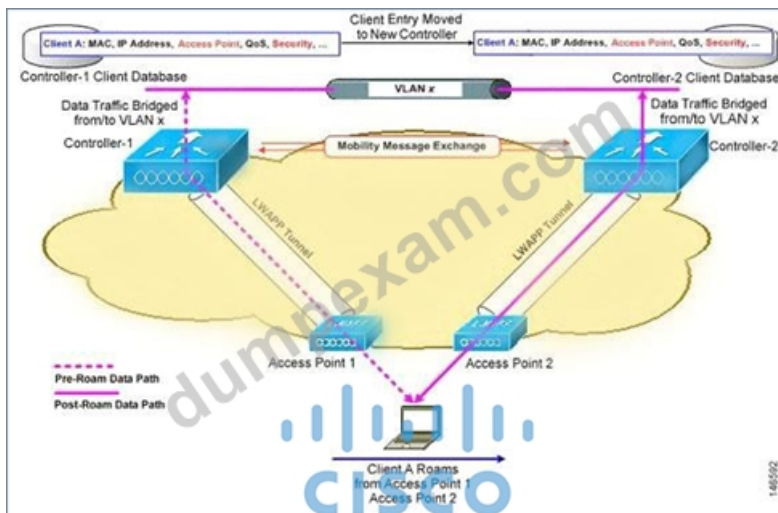 Client Entry Moved
to New Controller
Client A: MAC, IP Address, Access Point, QoS, Security, ...
Client A: MAC, IP Address, Access Point, QoS, Security, ...
Controller-1 Client Database
Controller-2 Client Database
VLAN x
Data Traffic Bridged
from/to VLAN x
Data Traffic Bridged
from/to VLAN x
Controller-1
Mobility Message Exchange
Controller-2
LWAPP Tunnel
LWAPP Tunnel
Access Point 1
Access Point 2
Pre-Roam Data Path
Post-Roam Data Path
dumpexam.com
Client A Roams
from Access Point 1
Access Point 2
CISCO
146592